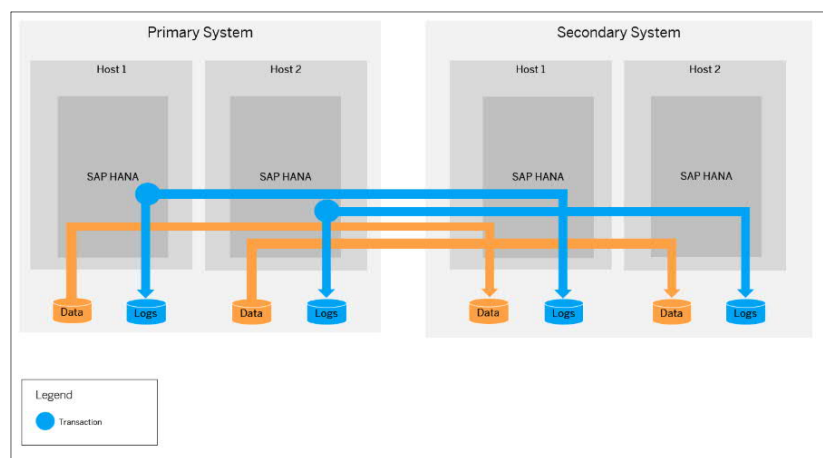 Primary System
Secondary System
Host 1
Host 2
Host 1
Host 2
SAP HANA
SAP HANA
SAP HANA
SAP HANA
Data
Logs
Data
Logs
Data
Logs
Data
Logs
Legend
Transaction